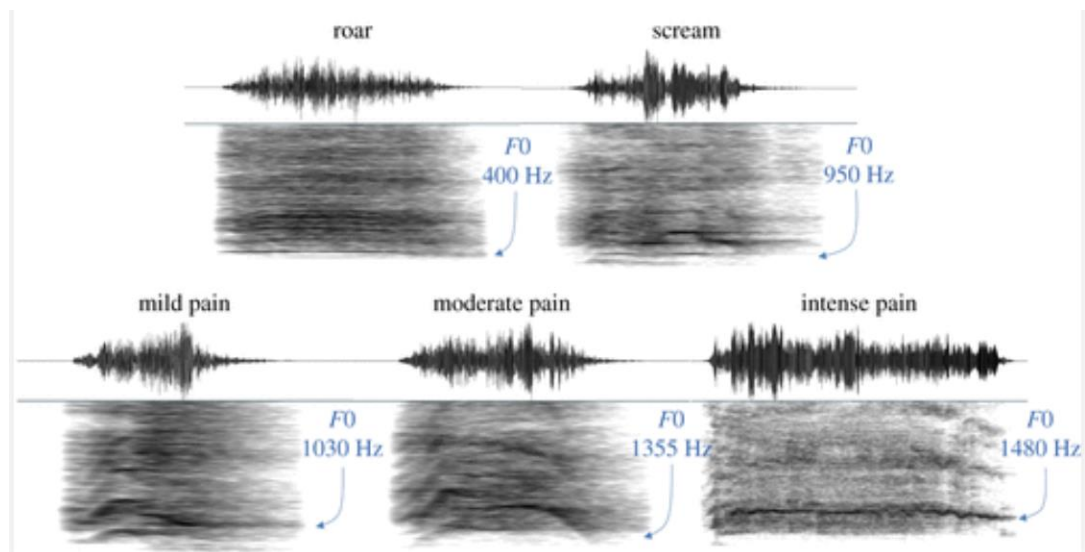 roar
scream
F0
400 Hz
F0
950 Hz
mild pain
moderate pain
intense pain
F0
1030 Hz
F0
1355 Hz
F0
1480 Hz